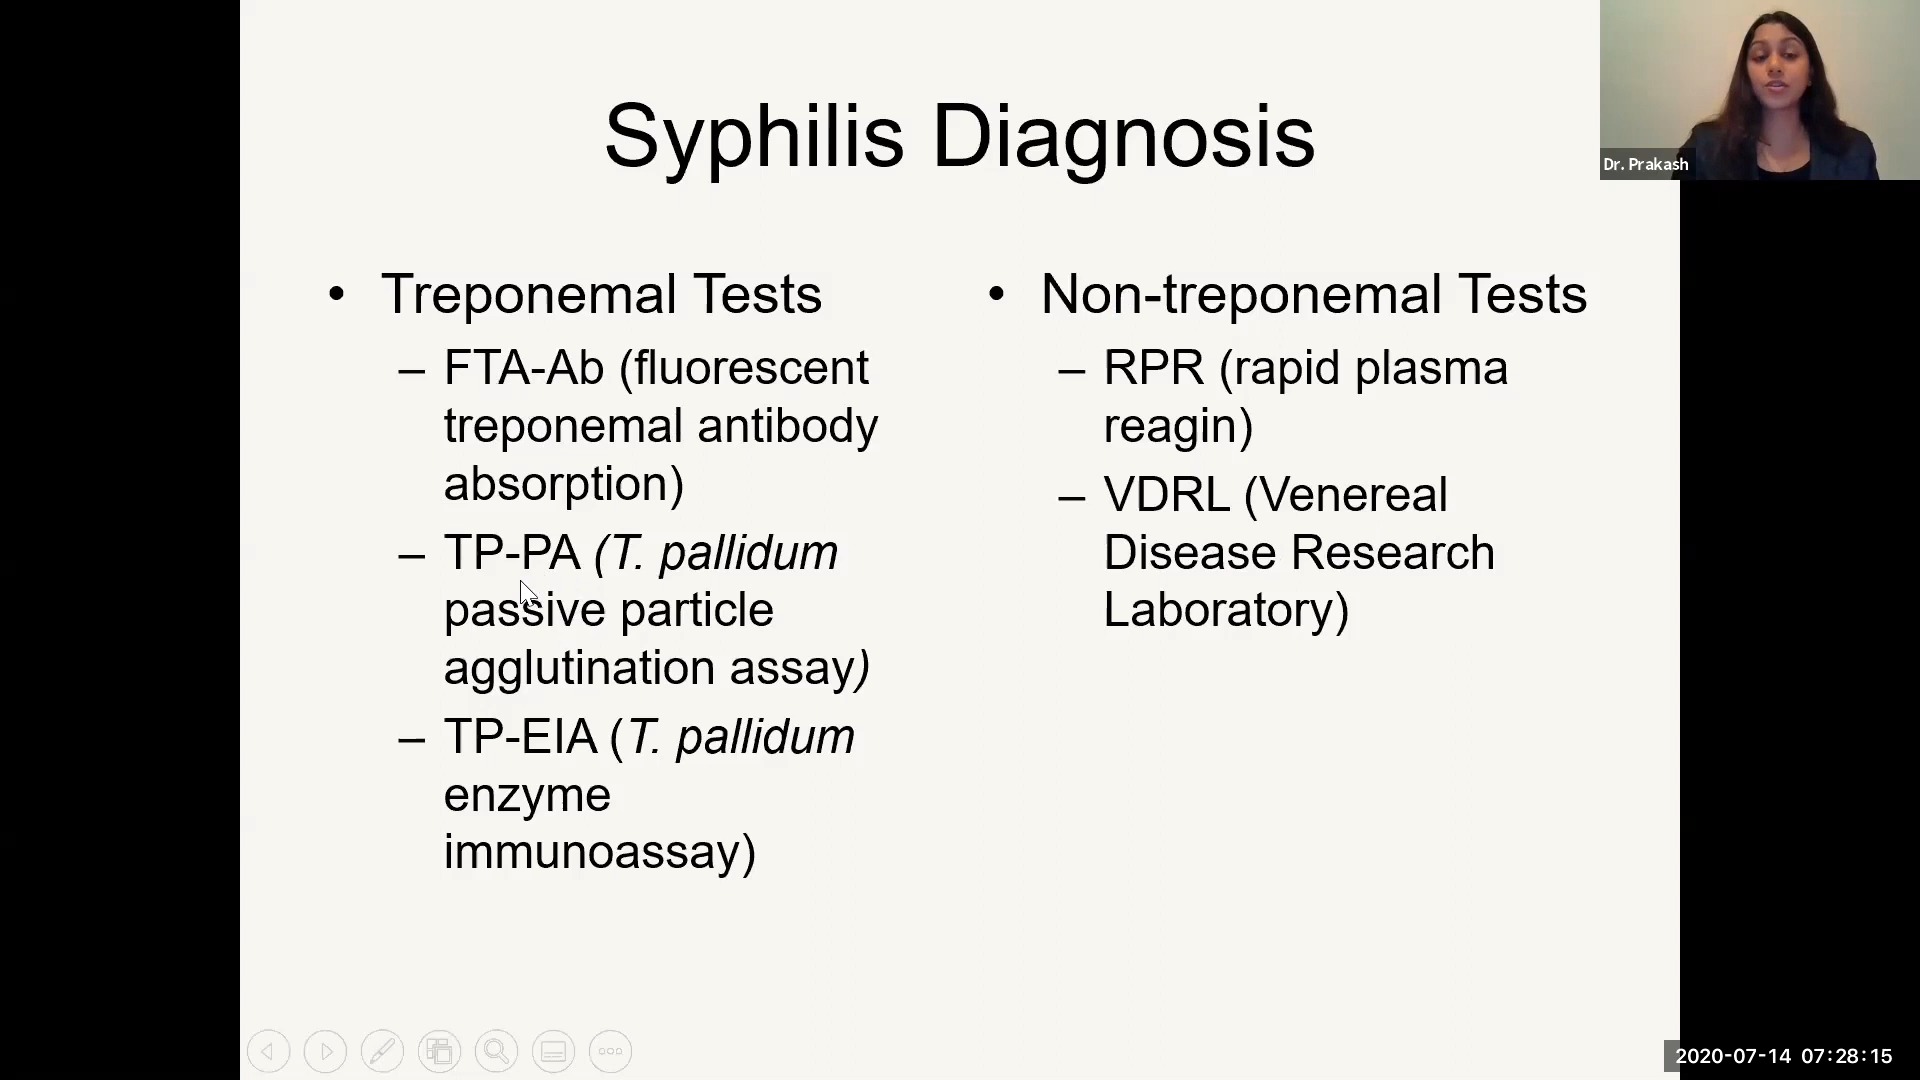 Syphilis Diagnosis
• Treponemal Tests
– FTA-Ab (fluorescent
treponemal antibody
absorption)
– TP-PA (T. pallidum
passive particle
agglutination assay)
– TP-EIA (T. pallidum
enzyme
immunoassay)
• Non-treponemal Tests
– RPR (rapid plasma
reagin)
– VDRL (Venereal
Disease Research
Laboratory)
Dr. Prakash
2020-07-14 07:28:15